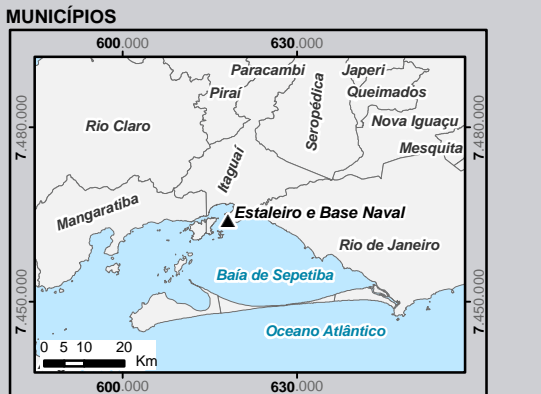 MUNICÍPIOS
600.000 630.000
Paracambi Japeri
Piraí Seropédica Queimados
7.480.000 Rio Claro Nova Iguaçu 7.480.000
Mesquita
Itaguaí
Mangaratiba Estaleiro e Base Naval
Rio de Janeiro
Baía de Sepetiba
7.450.000 7.450.000
Oceano Atlântico
0 5 10 20
Km
600.000 630.000